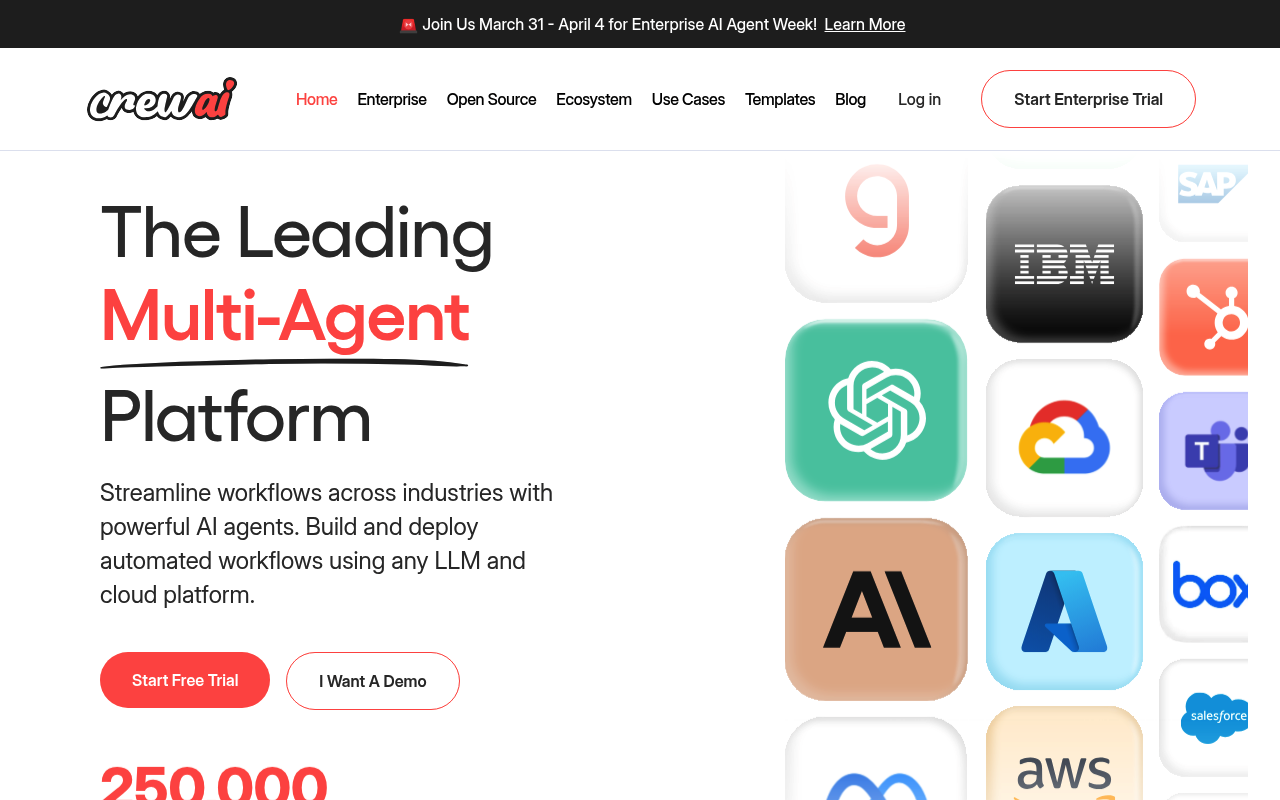 🚨 Join Us March 31 - April 4 for Enterprise AI Agent Week! Learn More
crewai
Home Enterprise Open Source Ecosystem Use Cases Templates Blog Log in Start Enterprise Trial
The Leading
Multi-Agent
Platform
Streamline workflows across industries with
powerful AI agents. Build and deploy
automated workflows using any LLM and
cloud platform.
Start Free Trial I Want A Demo
250 000
g
IBM
SAP
T
AI
box
salesforce
aws